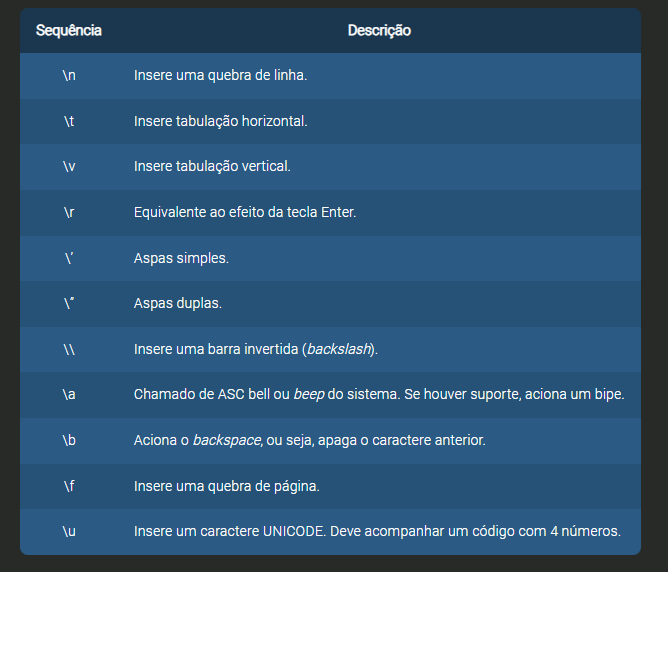 Sequência Descrição
\n Insere uma quebra de linha.
\t Insere tabulação horizontal.
\v Insere tabulação vertical.
\r Equivalente ao efeito da tecla Enter.
\' Aspas simples.
\" Aspas duplas.
\\ Insere uma barra invertida (backslash).
\a Chamado de ASC bell ou beep do sistema. Se houver suporte, aciona um bipe.
\b Aciona o backspace, ou seja, apaga o caractere anterior.
\f Insere uma quebra de página.
\u Insere um caractere UNICODE. Deve acompanhar um código com 4 números.